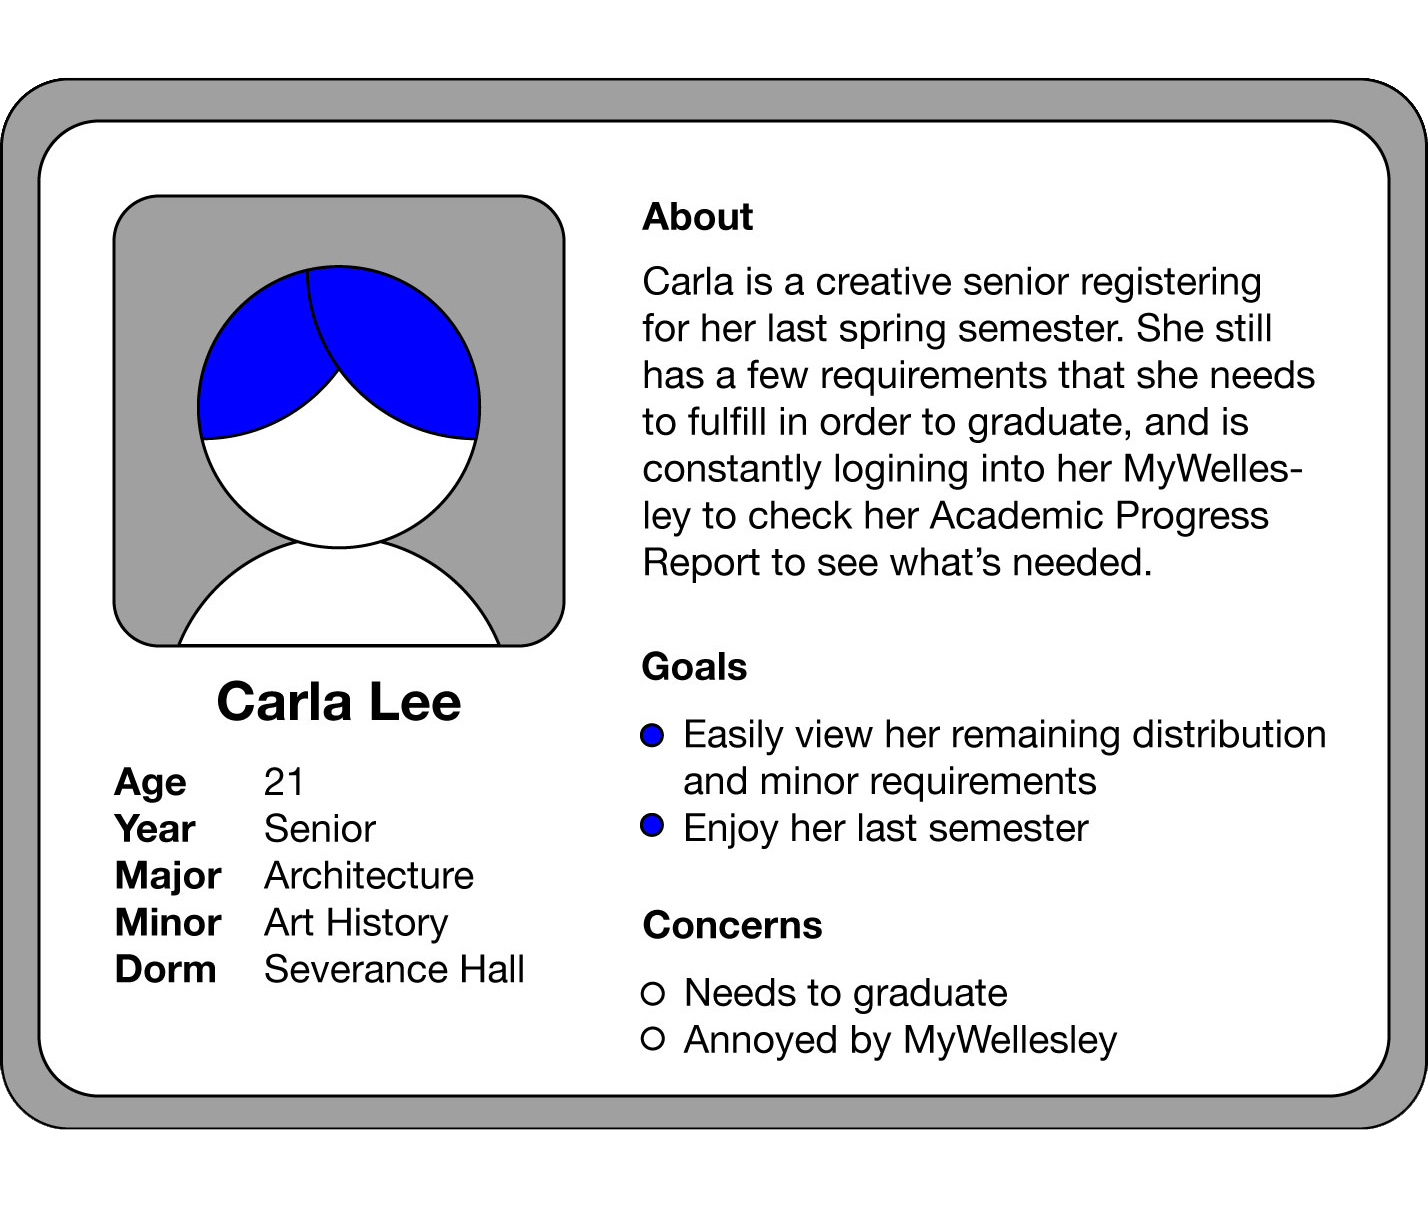 Carla Lee
Age 21
Year Senior
Major Architecture
Minor Art History
Dorm Severance Hall
About
Carla is a creative senior registering
for her last spring semester. She still
has a few requirements that she needs
to fulfill in order to graduate, and is
constantly logining into her MyWelles-
ley to check her Academic Progress
Report to see what’s needed.
Goals
Easily view her remaining distribution
and minor requirements
Enjoy her last semester
Concerns
Needs to graduate
Annoyed by MyWellesley